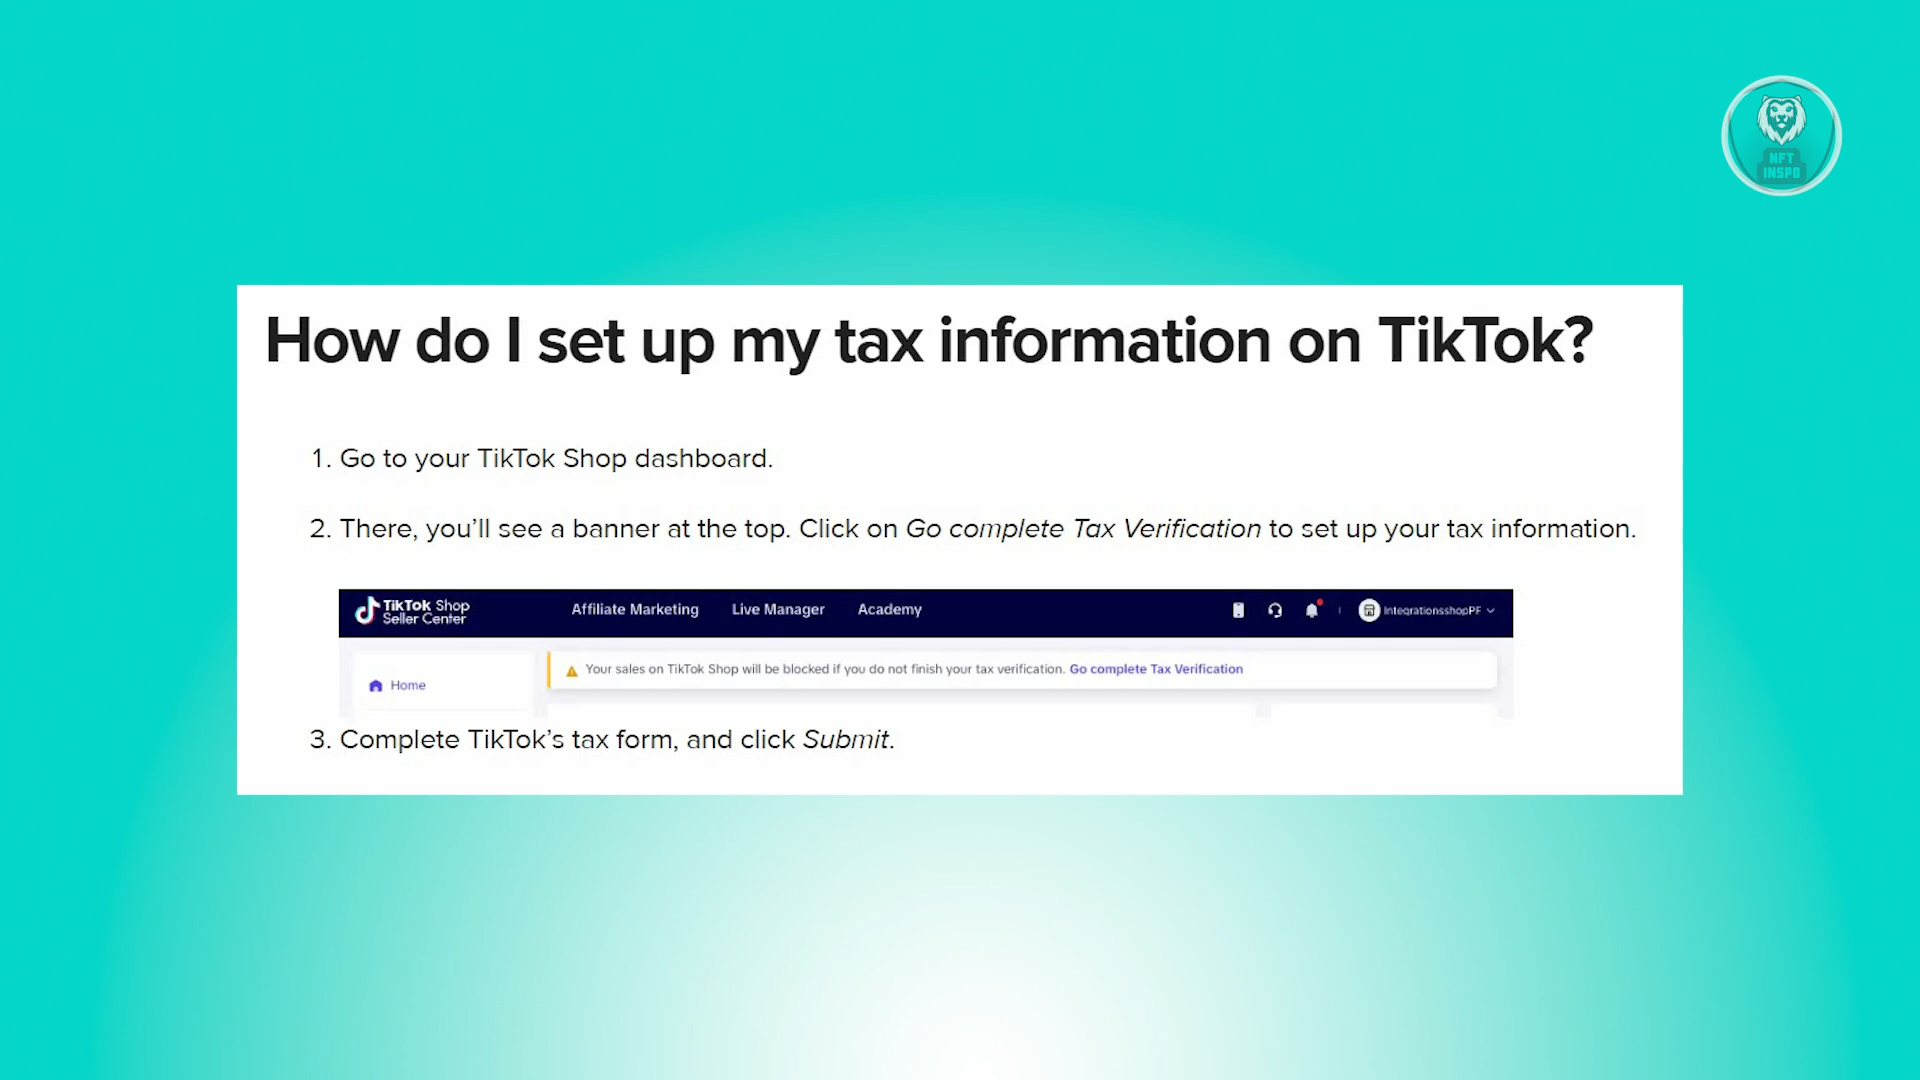 NFT
INSPO
How do I set up my tax information on TikTok?
1. Go to your TikTok Shop dashboard.
2. There, you’ll see a banner at the top. Click on Go complete Tax Verification to set up your tax information.
TikTok Shop
Seller Center
Affiliate Marketing
Live Manager
Academy
IntegrationsshopPF
Home
Your sales on TikTok Shop will be blocked if you do not finish your tax verification. Go complete Tax Verification
3. Complete TikTok’s tax form, and click Submit.